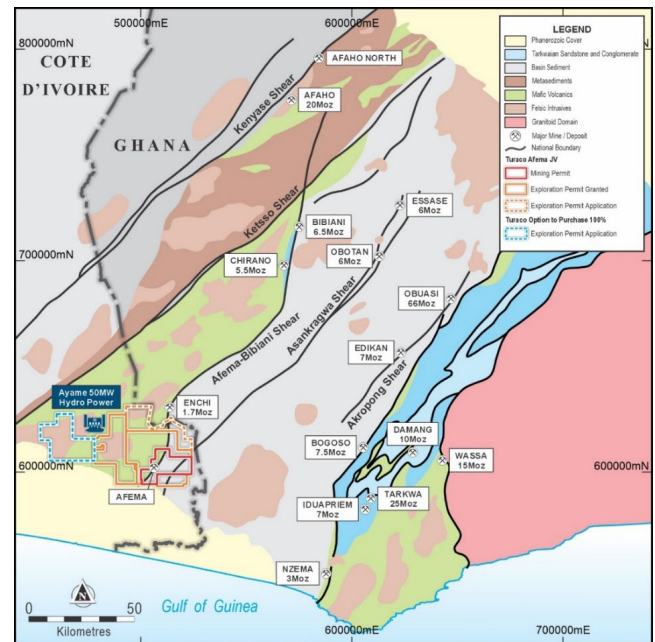 500000mE
600000mE
800000mN
COTE
D'IVOIRE
GHANA
AFAHO NORTH
Kenyase Shear
AFAHO
20Moz
Ketsso Shear
ESSASE
6Moz
BIBIANI
6.5Moz
OBOTAN
6Moz
700000mN
CHIRANO
5.5Moz
OBUASI
66Moz
Asankragwa Shear
Afema-Bibiani Shear
EDIKAN
7Moz
Akropong Shear
Ayame 50MW
Hydro Power
ENCHI
1.7Moz
DAMANG
10Moz
BOGOSO
7.5Moz
WASSA
15Moz
600000mN
600000mN
AFEMA
TARKWA
25Moz
IDUAPRIEM
7Moz
NZEMA
3Moz
N
Gulf of Guinea
0
50
Kilometres
600000mE
700000mE
LEGEND
Phanerozoic Cover
Tarkwaian Sandstone and Conglomerate
Basin Sediment
Metasediments
Mafic Volcanics
Felsic Intrusives
Granitoid Domain
Major Mine / Deposit
National Boundary
Turaco Afema JV
Mining Permit
Exploration Permit Granted
Exploration Permit Application
Turaco Option to Purchase 100%
Exploration Permit Application